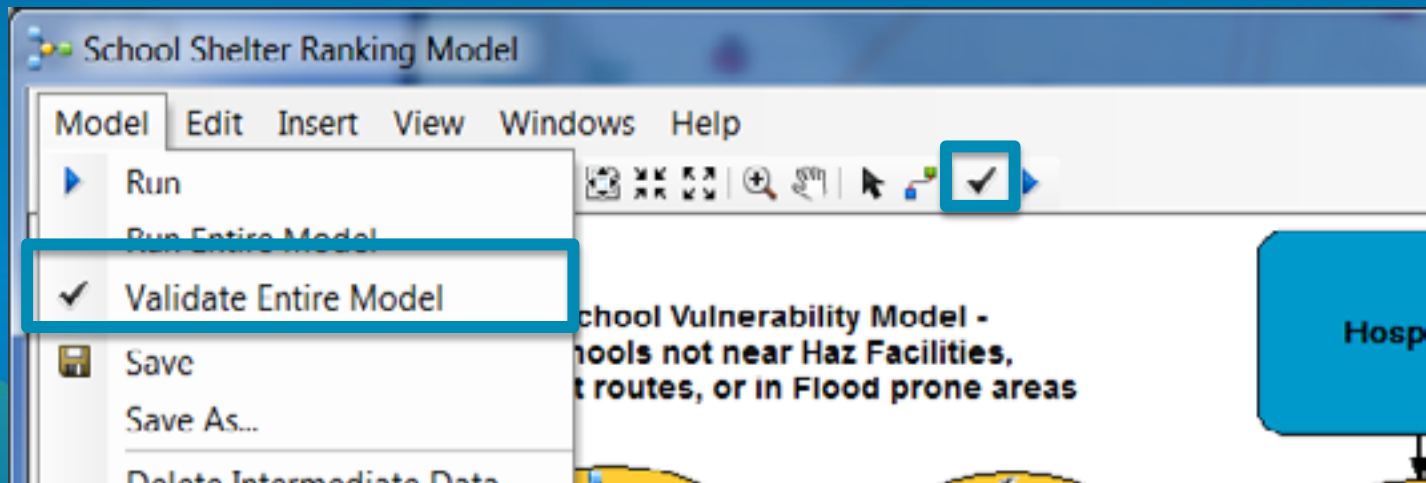 School Shelter Ranking Model
Model Edit Insert View Windows Help
Run
Run Entire Model
Validate Entire Model
Save
Save As...
Delete Intermediate Data
chool Vulnerability Model -
hools not near Haz Facilities,
t routes, or in Flood prone areas
Hosp